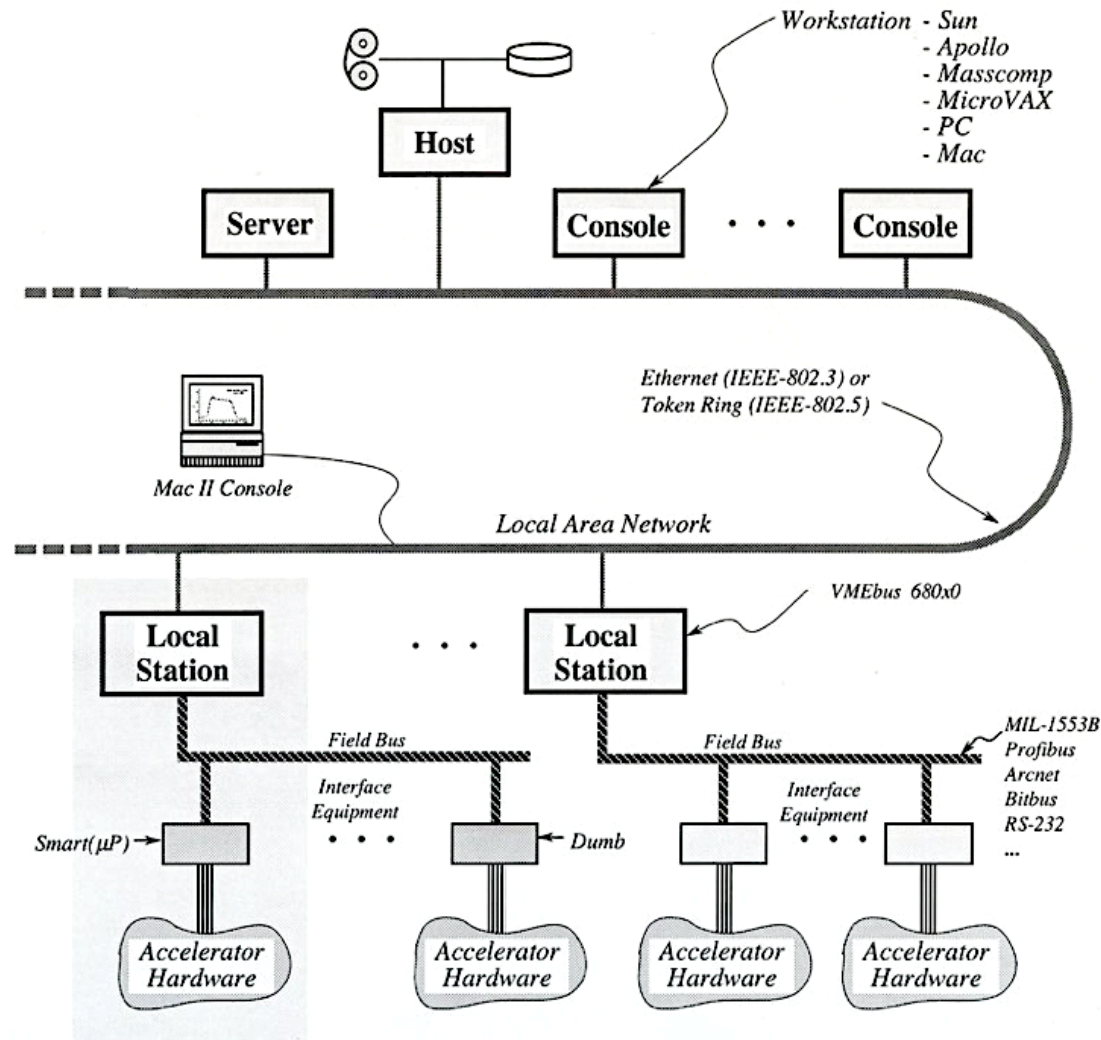 Workstation - Sun
- Apollo
- Masscomp
- MicroVAX
- PC
- Mac
Host
Server
Console
. . .
Console
Ethernet (IEEE-802.3) or
Token Ring (IEEE-802.5)
Mac II Console
Local Area Network
VMEbus 680x0
Local
Station
. . .
Local
Station
Field Bus
Field Bus
MIL-1553B
Profibus
Arcnet
Bitbus
RS-232
...
Interface
Equipment
. . .
Interface
Equipment
. . .
Smart(μP)
Dumb
Accelerator
Hardware
Accelerator
Hardware
Accelerator
Hardware
Accelerator
Hardware